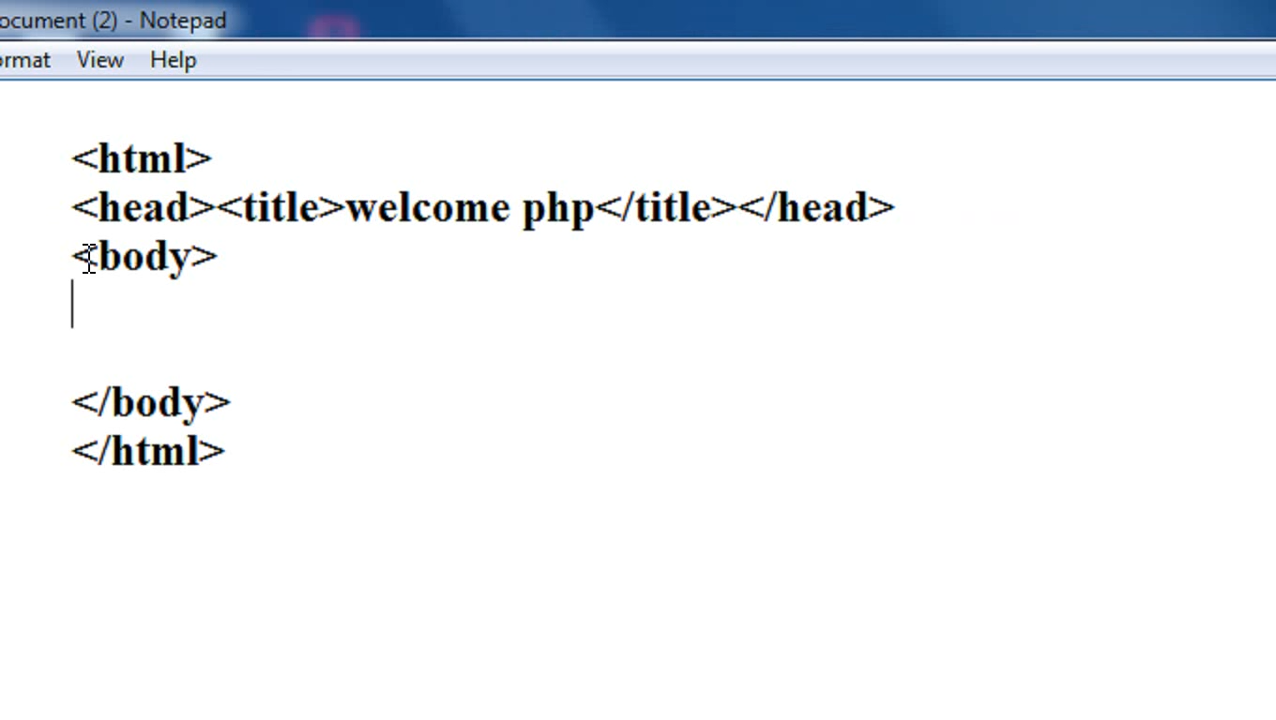 ocument (2) - Notepad
ormat View Help
<html>
<head><title>welcome php</title></head>
<body>
</body>
</html>